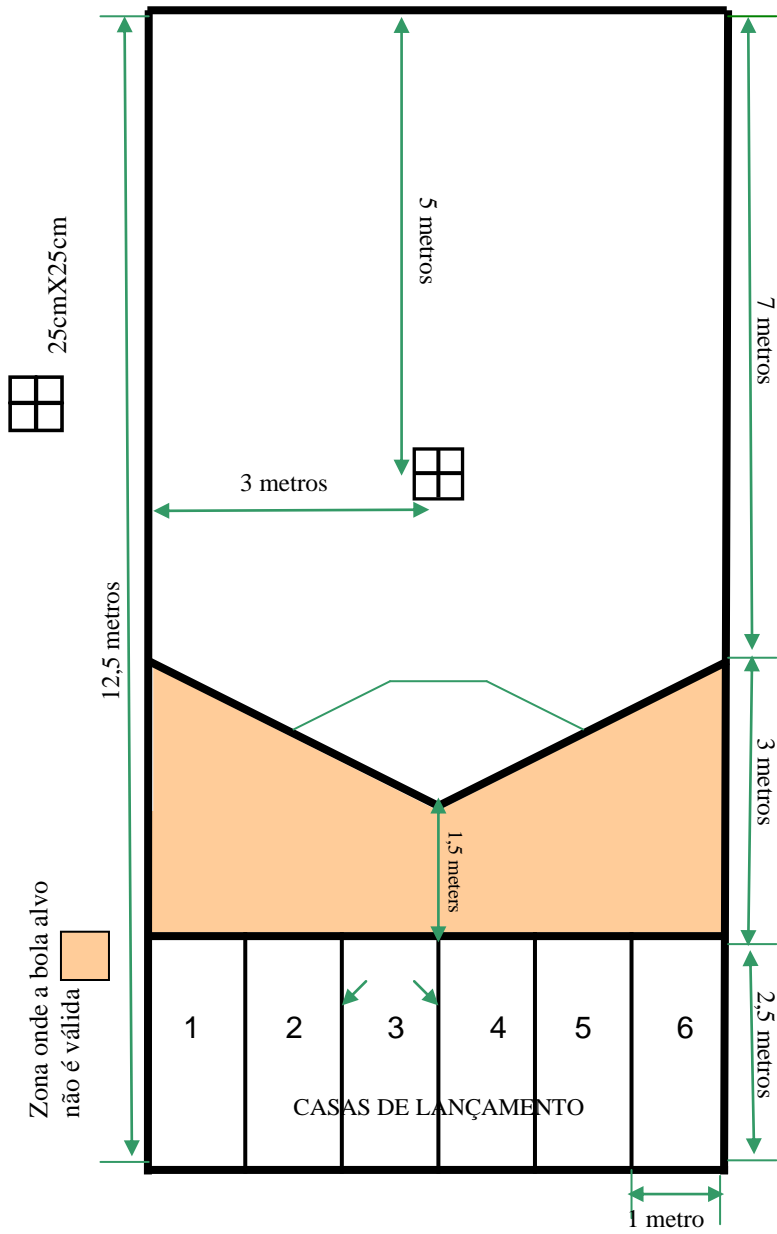 5 metros
7 metros
25cmX25cm
3 metros
12,5 metros
3 metros
1,5 meters
Zona onde a bola alvo
não é válida
1 2 3 4 5 6
2,5 metros
CASAS DE LANÇAMENTO
1 metro